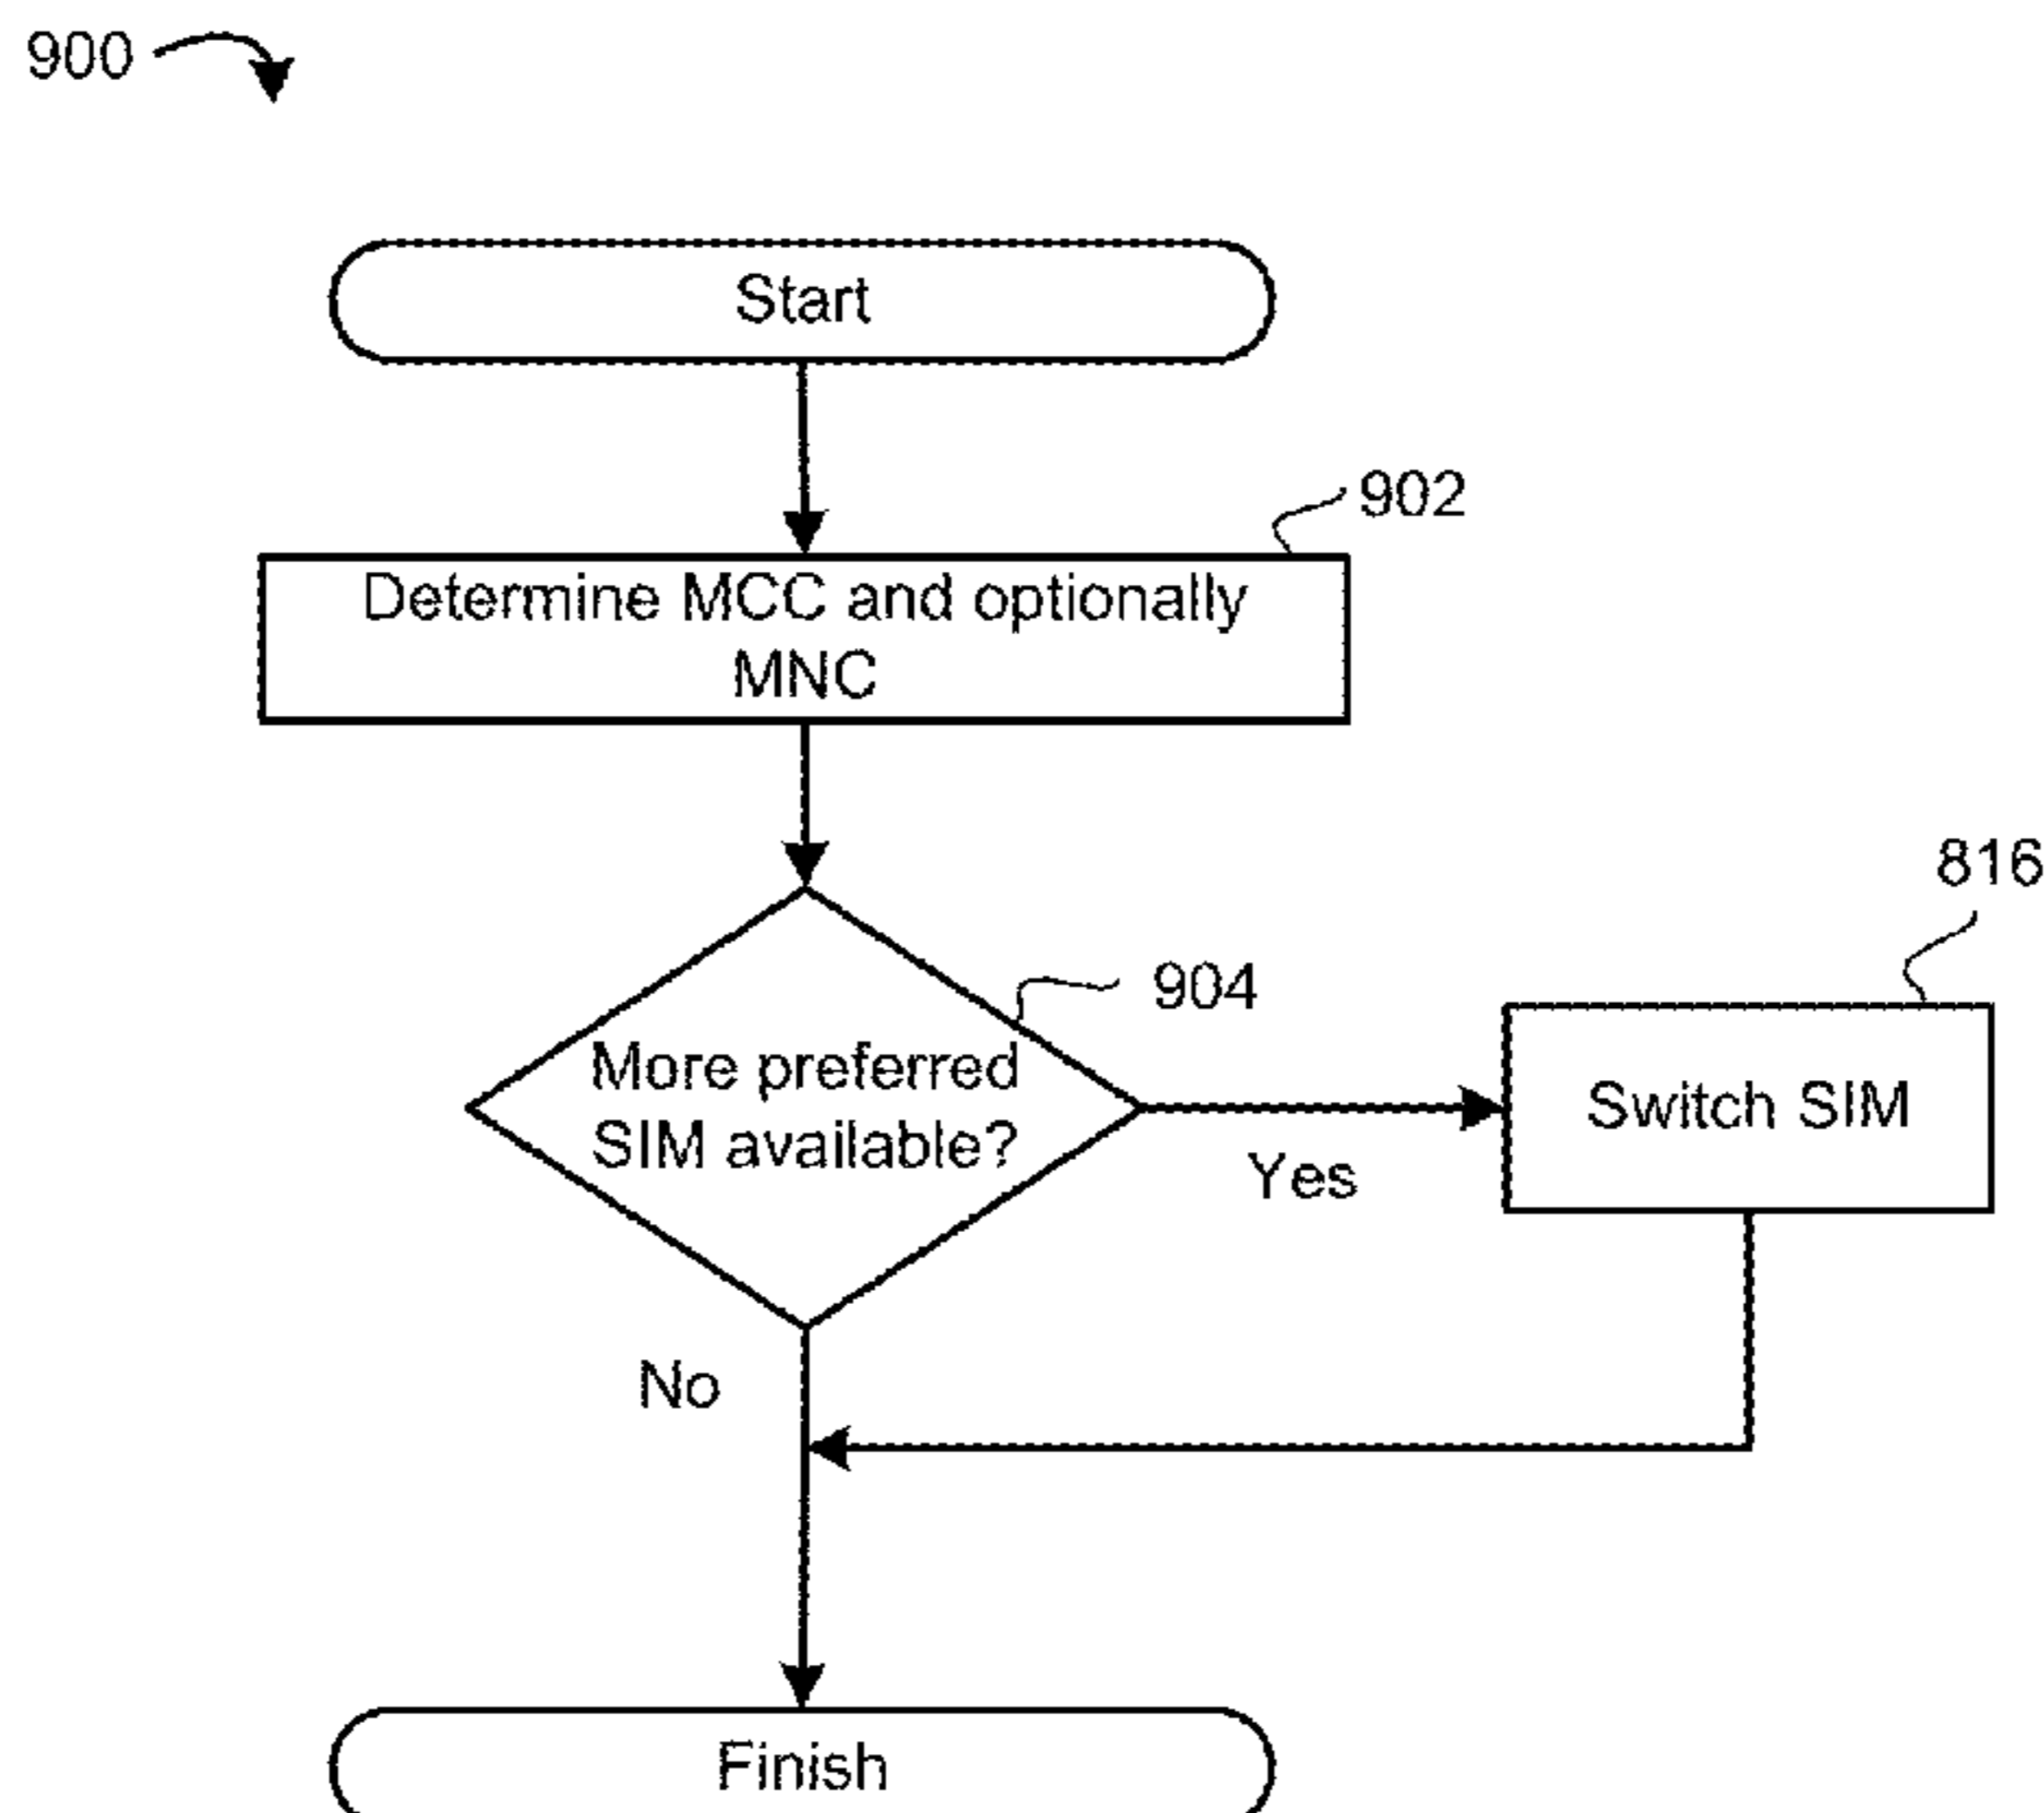 900
Start
902
Determine MCC and optionally
MNC
816
904
More preferred
SIM available?
Switch SIM
Yes
No
Finish